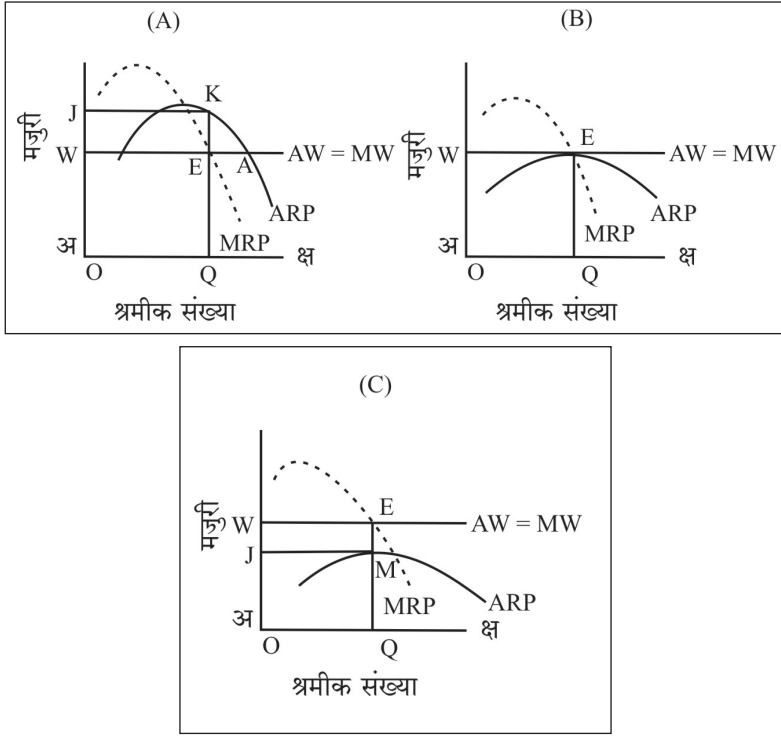 (A)
K
J
W
मजुरी
E
A
AW = MW
ARP
MRP
अ
क्ष
O
Q
श्रमीक संख्या
(B)
E
W
मजुरी
AW = MW
ARP
MRP
अ
क्ष
O
Q
श्रमीक संख्या
(C)
E
W
मजुरी
AW = MW
J
M
MRP
ARP
अ
क्ष
O
Q
श्रमीक संख्या